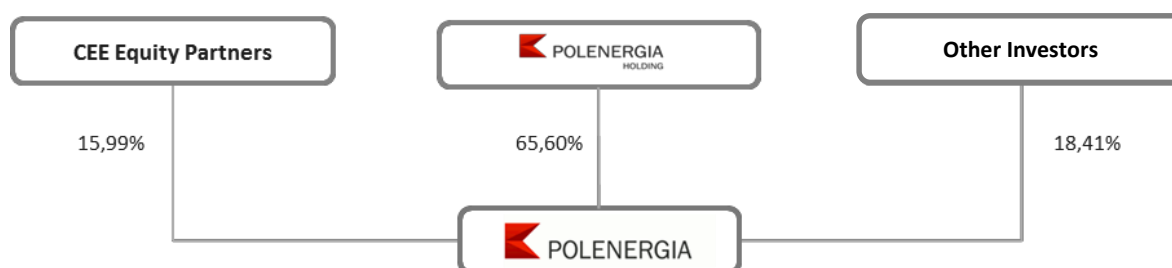 CEE Equity Partners
POLENERGIA
HOLDING
Other Investors
15,99%
65,60%
18,41%
POLENERGIA